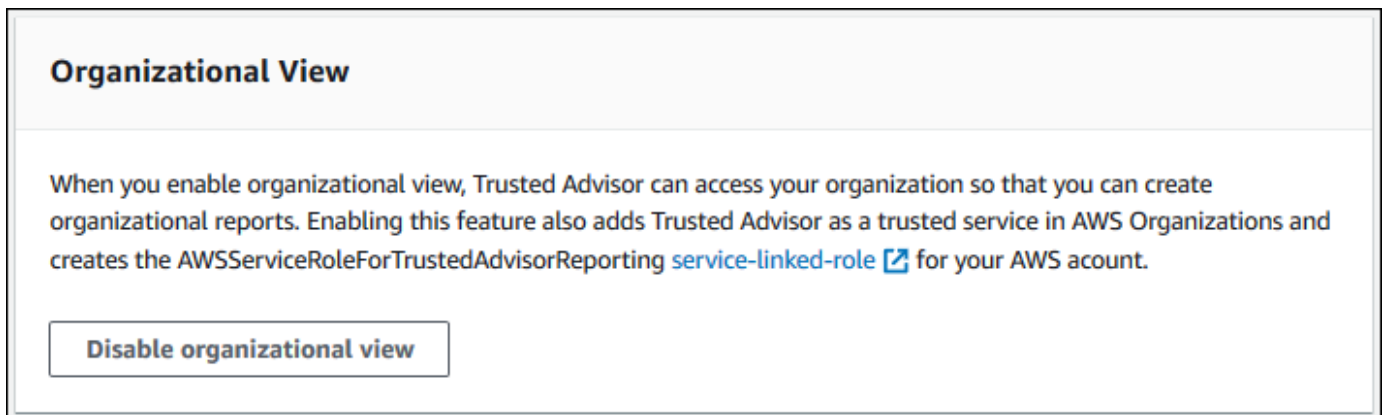 Organizational View
When you enable organizational view, Trusted Advisor can access your organization so that you can create
organizational reports. Enabling this feature also adds Trusted Advisor as a trusted service in AWS Organizations and
creates the AWSServiceRoleForTrustedAdvisorReporting service-linked-role for your AWS acount.
Disable organizational view